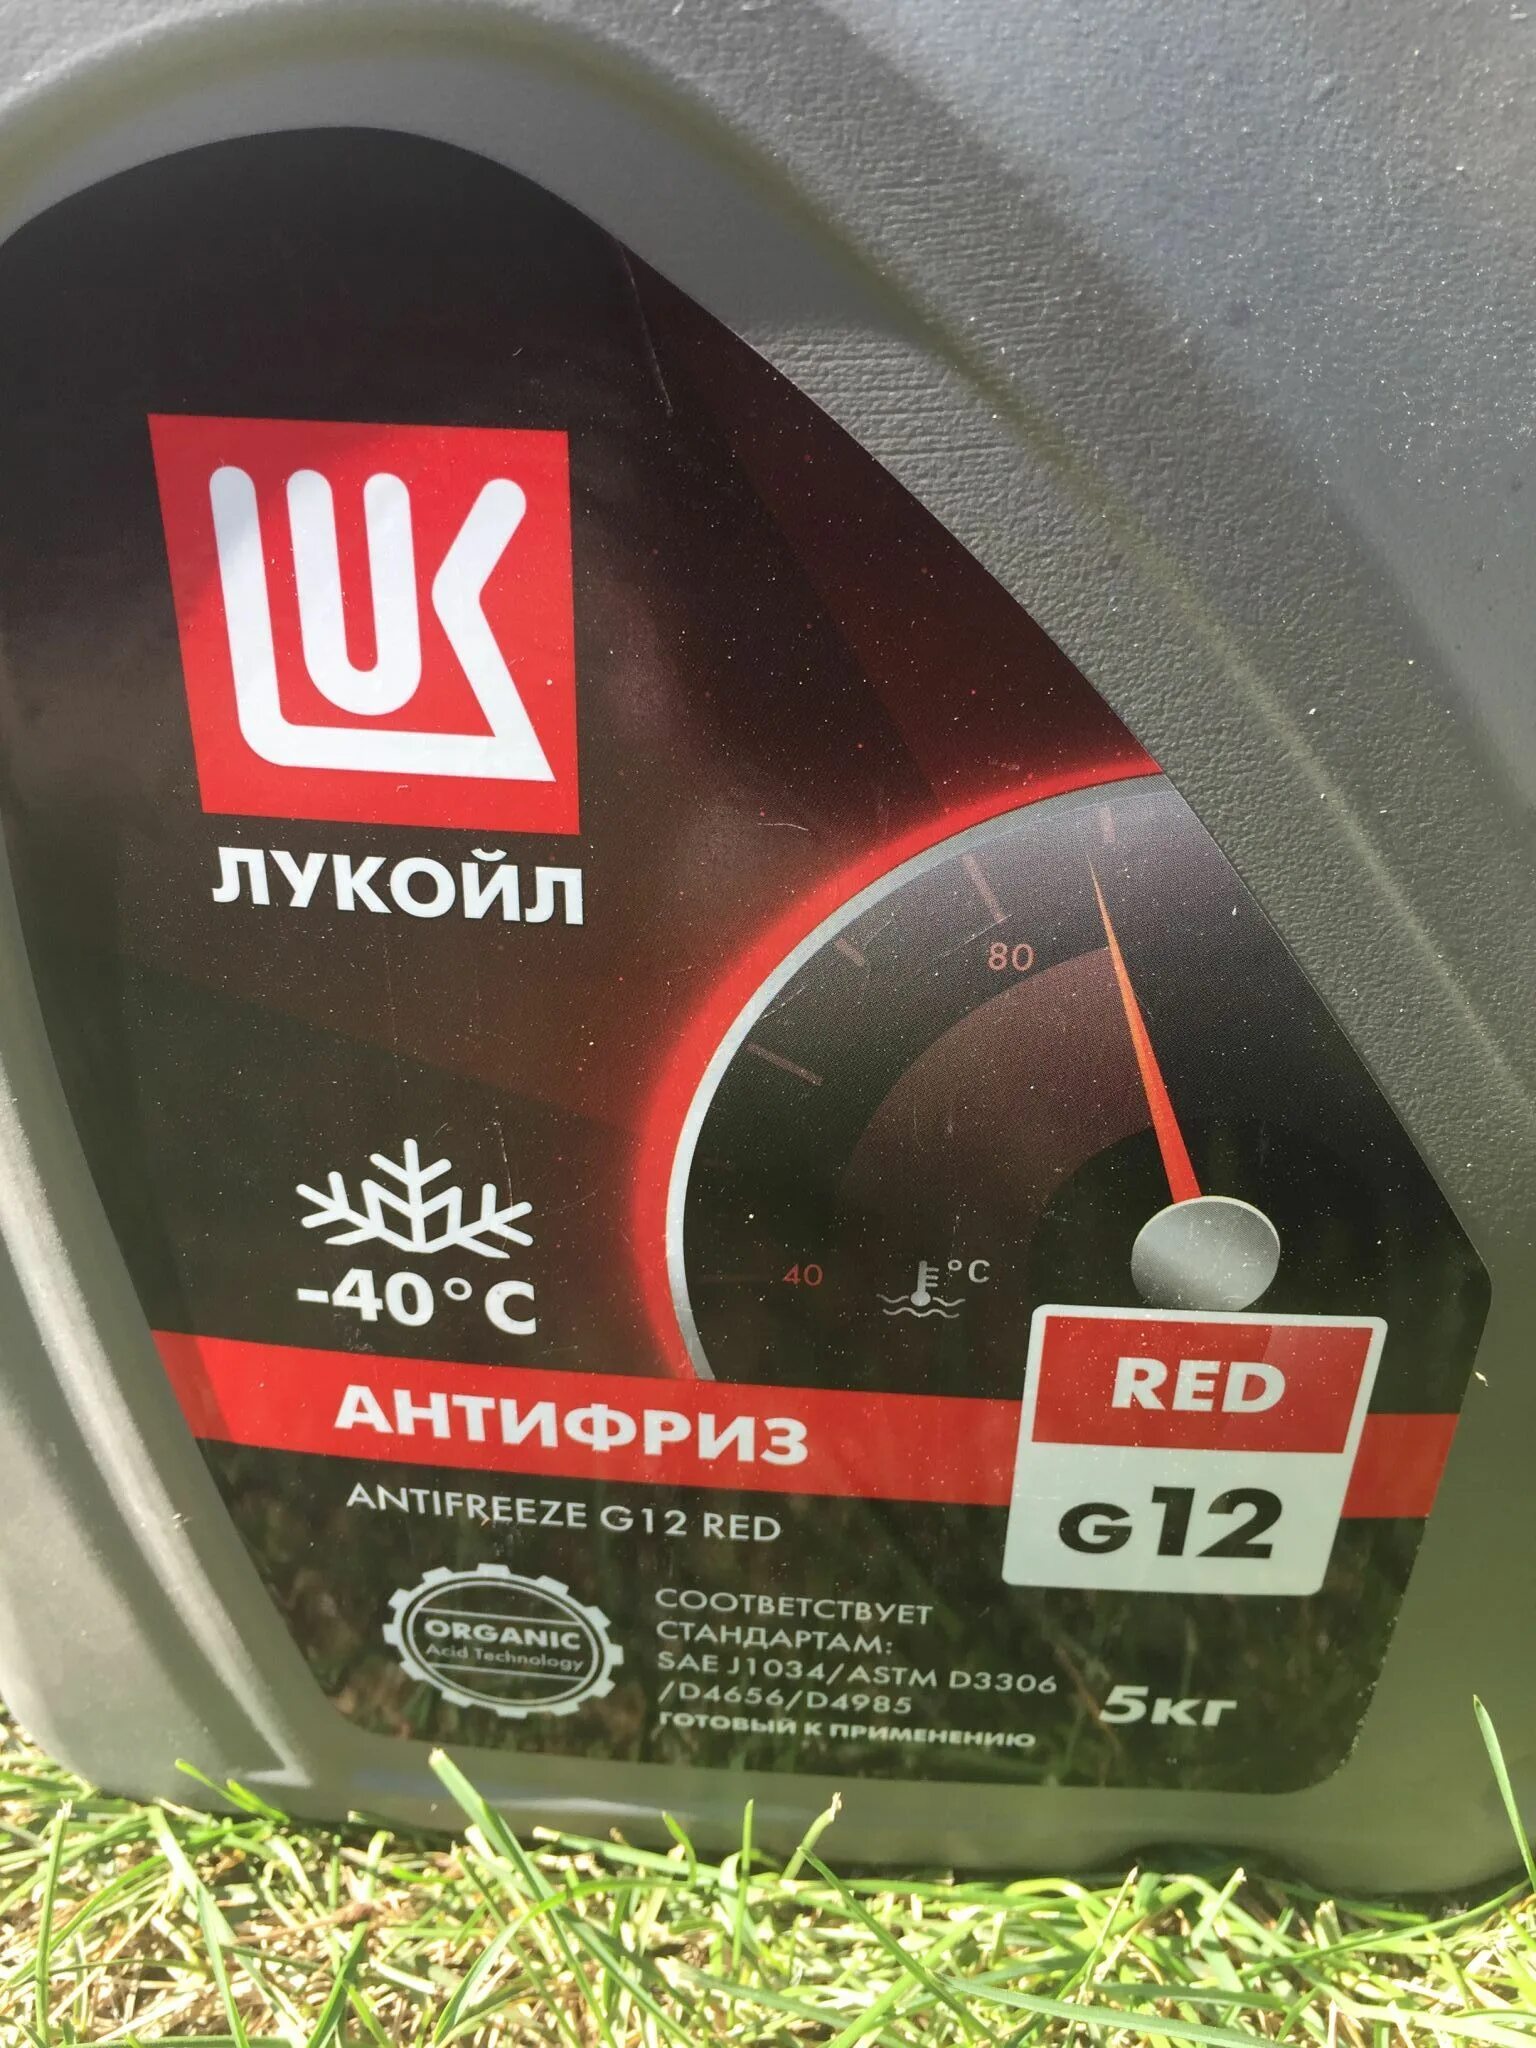 LUK
ЛУКОЙЛ
80
-40°C
40
°C
АНТИФРИЗ
RED
ANTIFREEZE G12 RED
G12
ORGANIC
Acid Technology
СООТВЕТСТВУЕТ
СТАНДАРТАМ:
SAE J1034/ASTM D3306
/D4656/D4985
ГОТОВЫЙ К ПРИМЕНЕНИЮ
5КГ